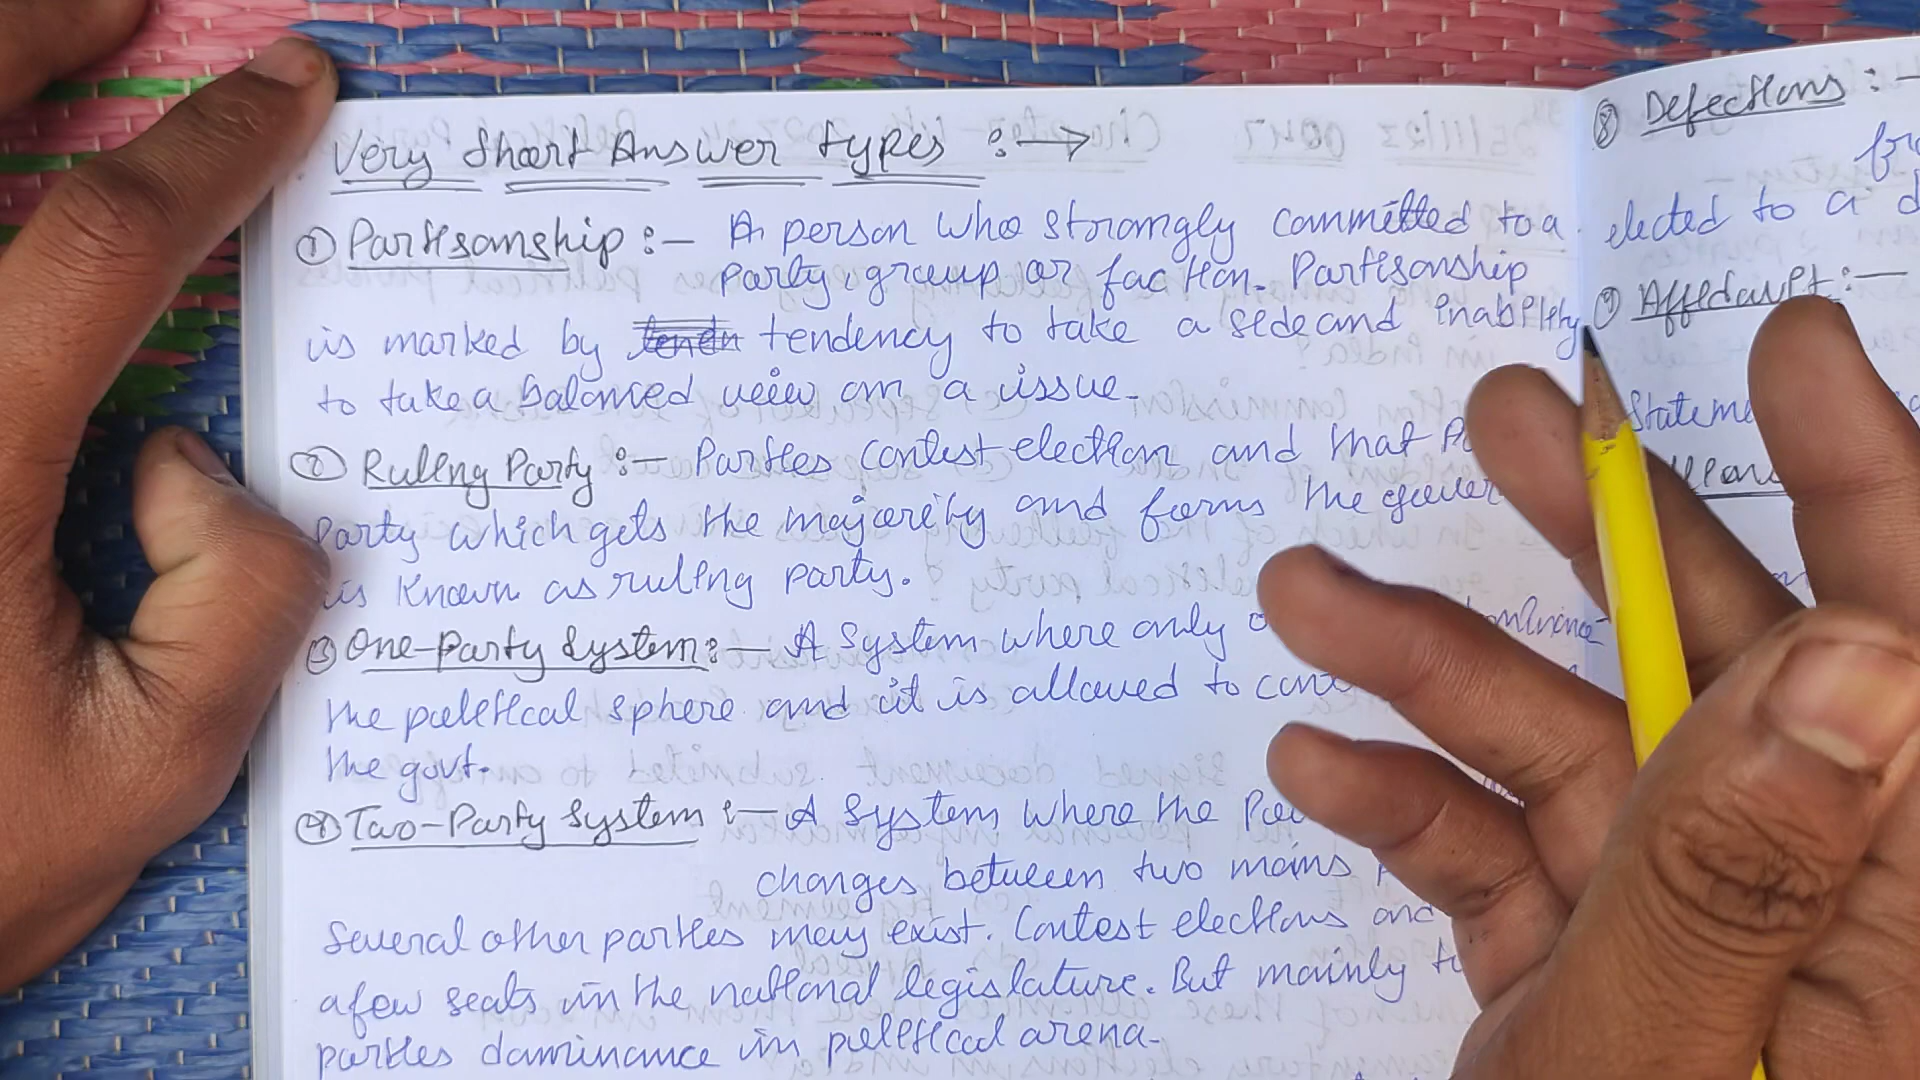 Very Short Answer types :→
① Partisanship :- A person who strongly committed to a
party, group or faction. Partisanship
is marked by tendency to take a side and inability
to take a balanced veiw on a issue.
② Ruling Party :- Parties contest election and that
Party which gets the majority and forms the
is known as ruling party.
③ One-Party System :- A System where only
the political sphere and it is allowed to
the govt.
④ Two-Party System :- A System where the
changes between two mains
Several other parties may exist. Contest elections and
a few seats in the national legislature. But mainly
parties dominance in political arena.
⑧ Defections :-
elected to a
⑨ Affedavit :-